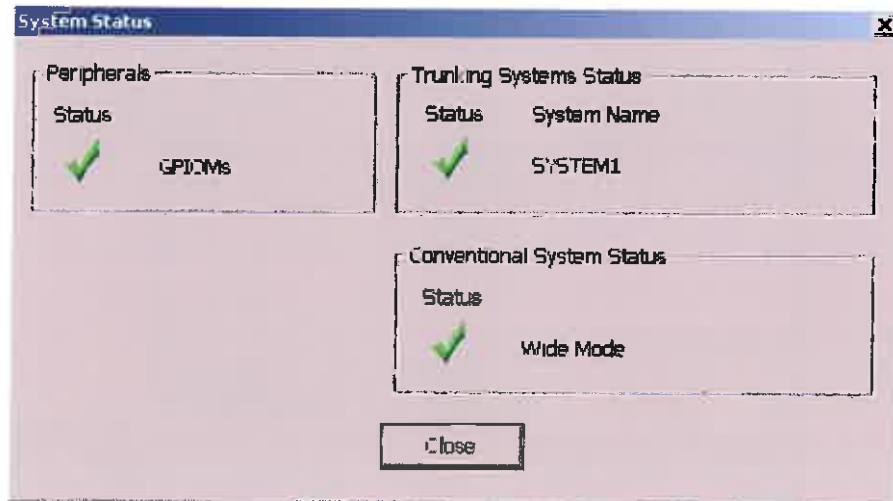 System Status
X
Peripherals
Status
GPIOMs
Trunking Systems Status
Status System Name
SYSTEM1
Conventional System Status
Status
Wide Mode
Close